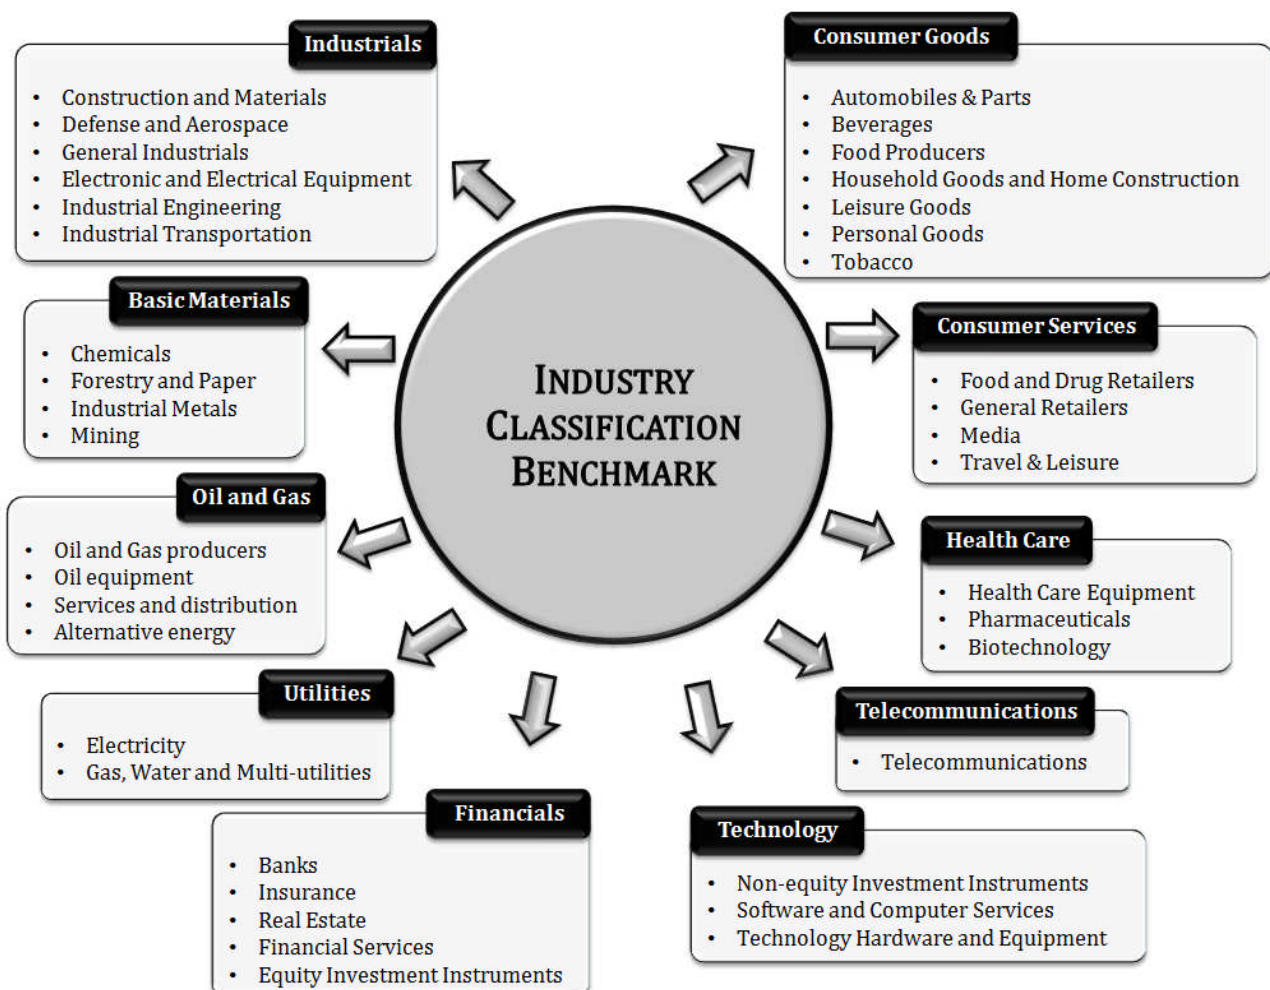 Industrials
• Construction and Materials
• Defense and Aerospace
• General Industrials
• Electronic and Electrical Equipment
• Industrial Engineering
• Industrial Transportation
Consumer Goods
• Automobiles & Parts
• Beverages
• Food Producers
• Household Goods and Home Construction
• Leisure Goods
• Personal Goods
• Tobacco
Basic Materials
• Chemicals
• Forestry and Paper
• Industrial Metals
• Mining
INDUSTRY
CLASSIFICATION
BENCHMARK
Consumer Services
• Food and Drug Retailers
• General Retailers
• Media
• Travel & Leisure
Oil and Gas
• Oil and Gas producers
• Oil equipment
• Services and distribution
• Alternative energy
Health Care
• Health Care Equipment
• Pharmaceuticals
• Biotechnology
Utilities
• Electricity
• Gas, Water and Multi-utilities
Telecommunications
• Telecommunications
Financials
• Banks
• Insurance
• Real Estate
• Financial Services
• Equity Investment Instruments
Technology
• Non-equity Investment Instruments
• Software and Computer Services
• Technology Hardware and Equipment